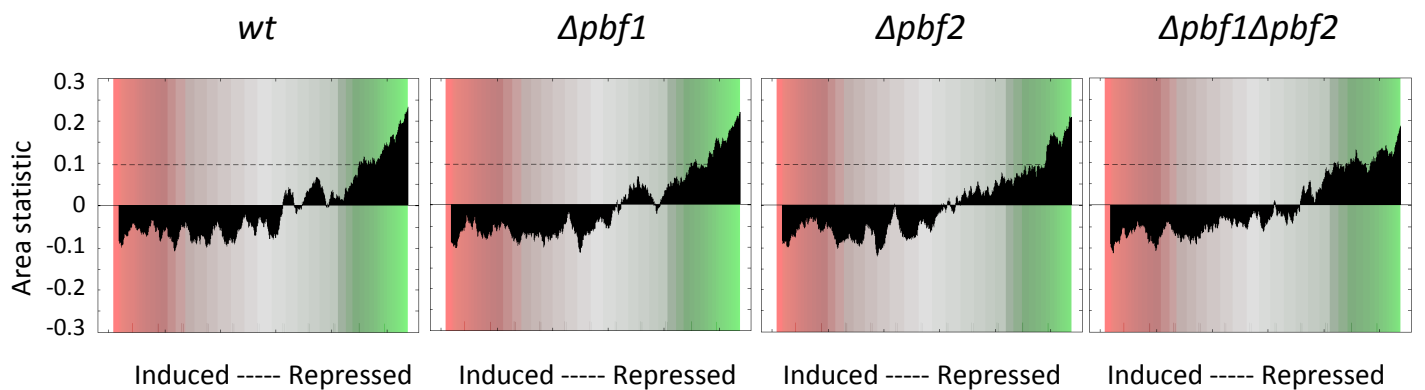 wt Δpbf1 Δpbf2 Δpbf1Δpbf2
Area statistic
0.3
0.2
0.1
0
-0.1
-0.2
-0.3
Induced ----- Repressed Induced ----- Repressed Induced ----- Repressed Induced ----- Repressed